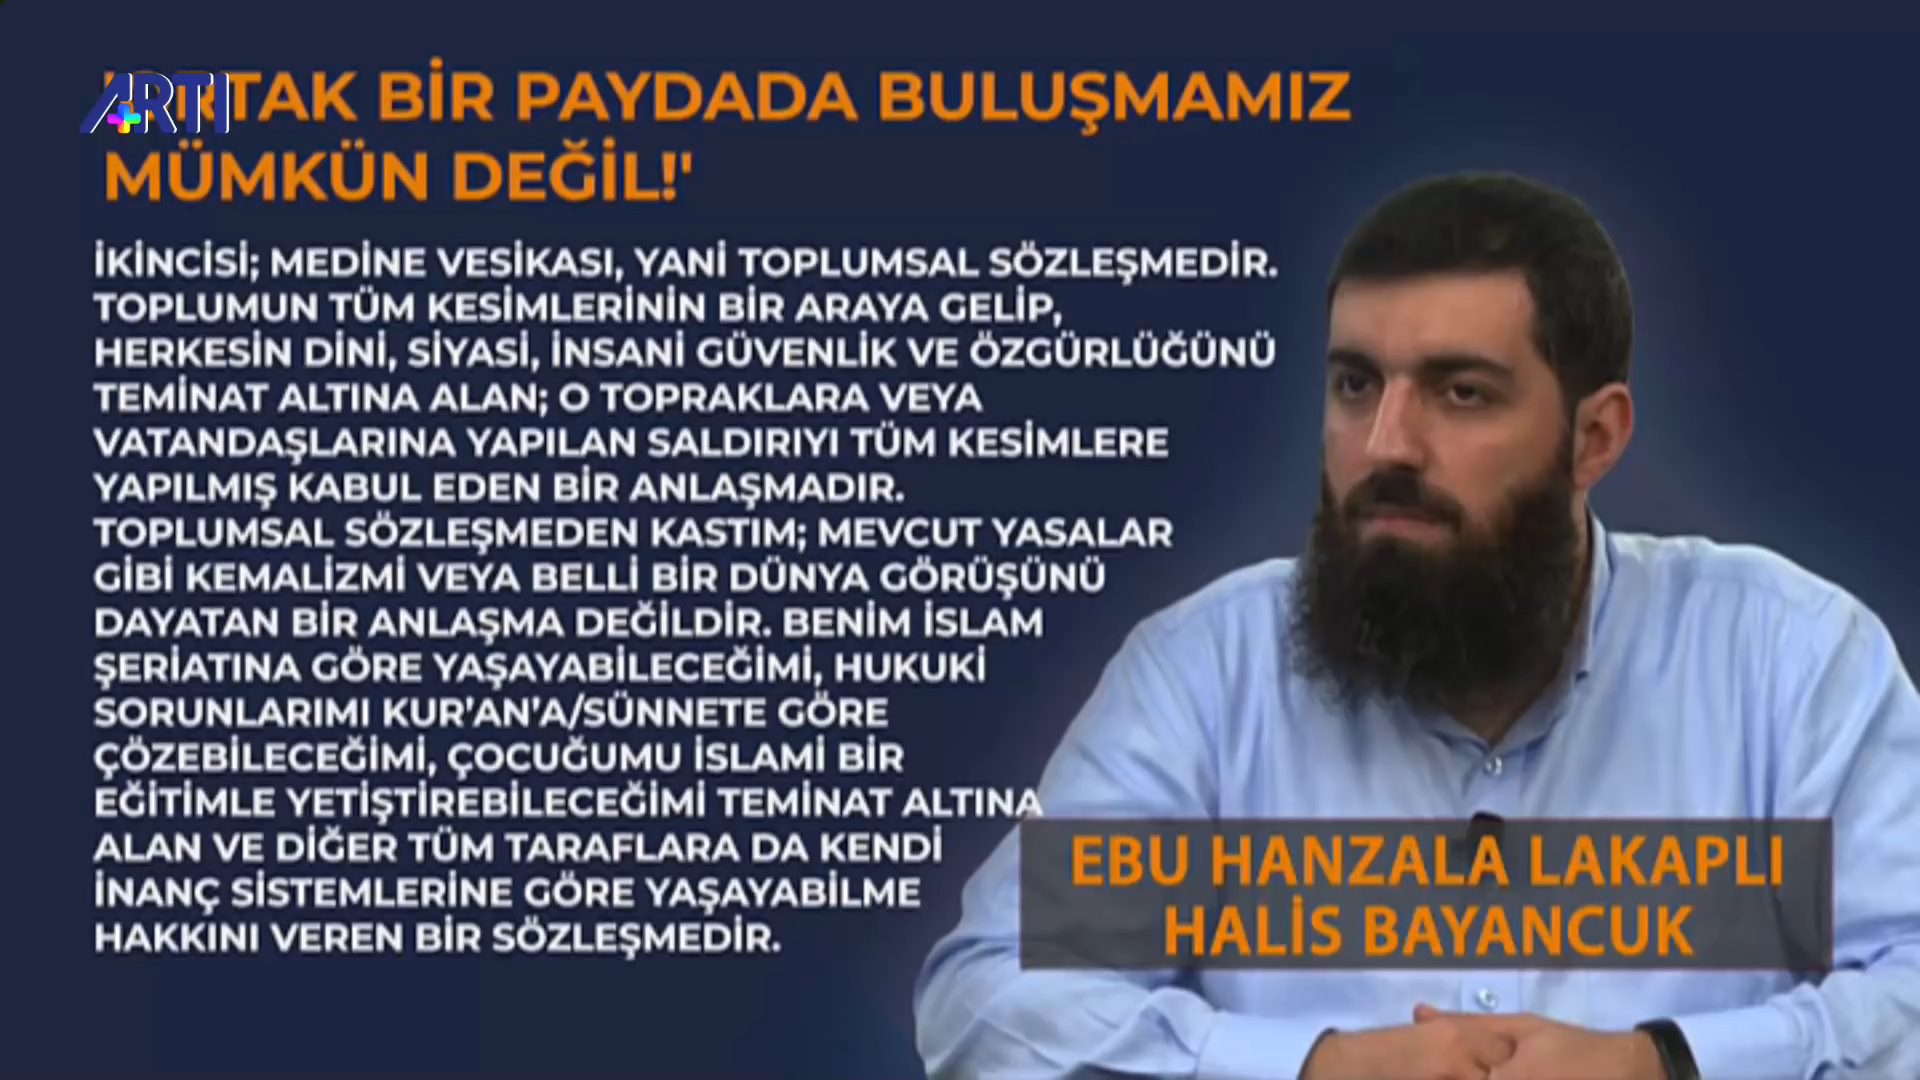 ARTI
TAK BİR PAYDADA BULUŞMAMIZ
MÜMKÜN DEĞİL!'
İKİNCİSİ; MEDİNE VESİKASI, YANİ TOPLUMSAL SÖZLEŞMEDİR.
TOPLUMUN TÜM KESİMLERİNİN BİR ARAYA GELİP,
HERKESİN DİNİ, SİYASİ, İNSANİ GÜVENLİK VE ÖZGÜRLÜĞÜNÜ
TEMİNAT ALTINA ALAN; O TOPRAKLARA VEYA
VATANDAŞLARINA YAPILAN SALDIRIYI TÜM KESİMLERE
YAPILMIŞ KABUL EDEN BİR ANLAŞMADIR.
TOPLUMSAL SÖZLEŞMEDEN KASTIM; MEVCUT YASALAR
GİBİ KEMALİZMİ VEYA BELLİ BİR DÜNYA GÖRÜŞÜNÜ
DAYATAN BİR ANLAŞMA DEĞİLDİR. BENİM İSLAM
ŞERİATINA GÖRE YAŞAYABİLECEĞİMİ, HUKUKİ
SORUNLARIMI KUR’AN’A/SÜNNETE GÖRE
ÇÖZEBİLECEĞİMİ, ÇOCUĞUMU İSLAMİ BİR
EĞİTİMLE YETİŞTİREBİLECEĞİMİ TEMİNAT ALTINA
ALAN VE DİĞER TÜM TARAFLARA DA KENDİ
İNANÇ SİSTEMLERİNE GÖRE YAŞAYABİLME
HAKKINI VEREN BİR SÖZLEŞMEDİR.
EBU HANZALA LAKAPLI
HALİS BAYANCUK